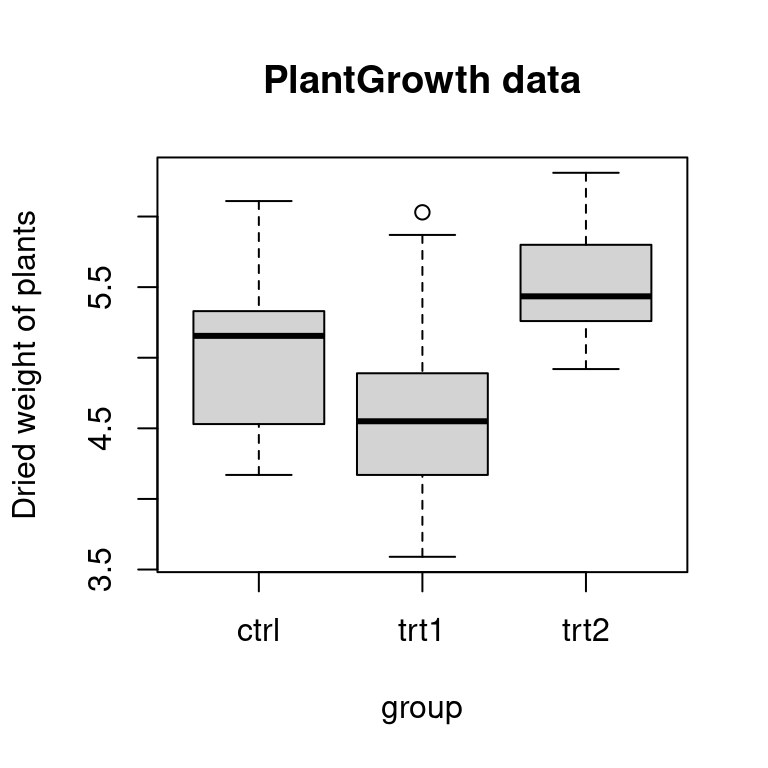 PlantGrowth data
Dried weight of plants
5.5
4.5
3.5
ctrl trt1 trt2
group